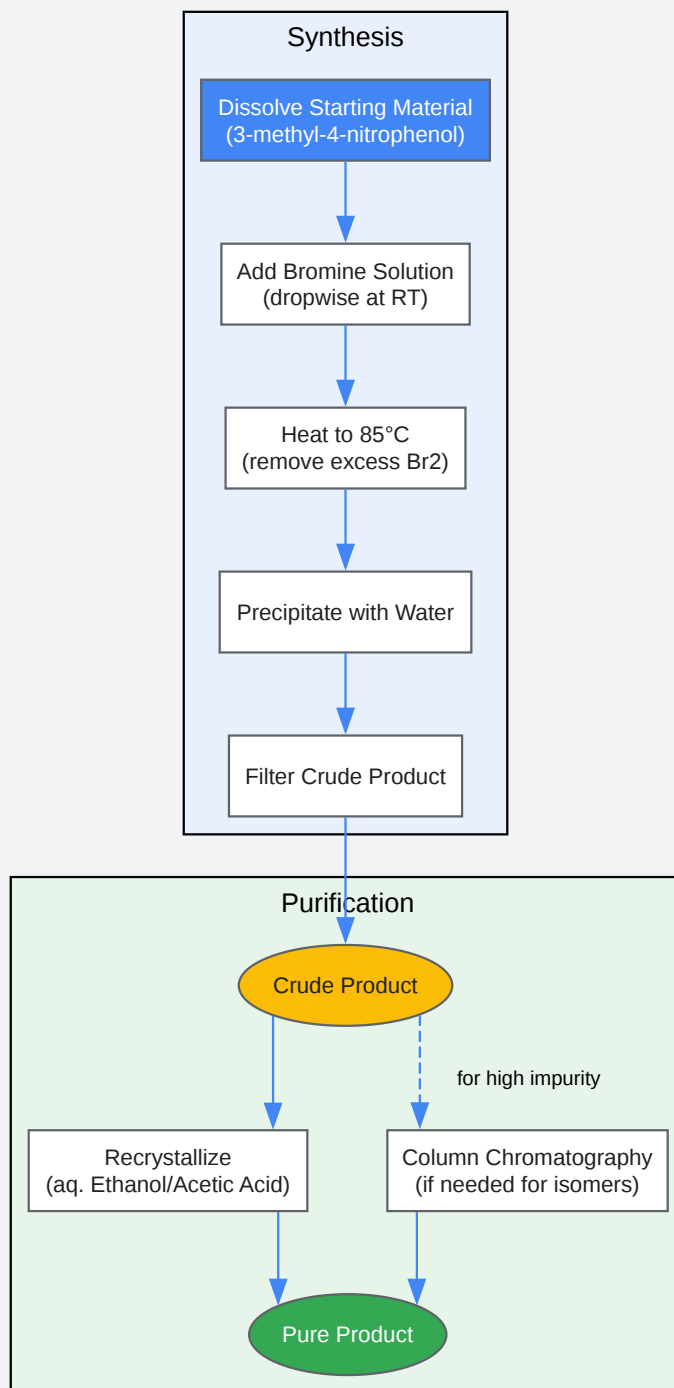 Synthesis
Dissolve Starting Material
(3-methyl-4-nitrophenol)
Add Bromine Solution
(dropwise at RT)
Heat to 85°C
(remove excess Br2)
Precipitate with Water
Filter Crude Product
Purification
Crude Product
for high impurity
Recrystallize
(aq. Ethanol/Acetic Acid)
Column Chromatography
(if needed for isomers)
Pure Product